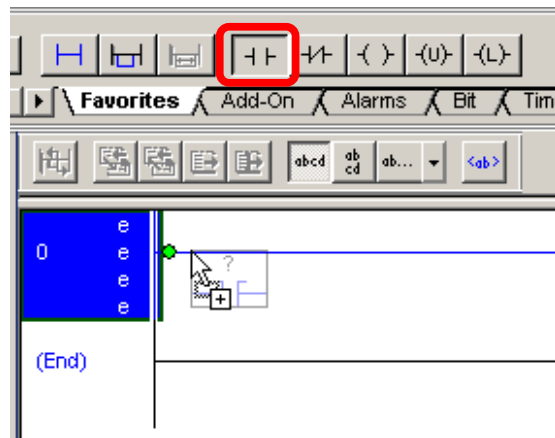 (U) (L)
Favorites Add-On Alarms Bit Tim
abcd ab cd ab... <ab>
e
0 e
e
e
?
(End)